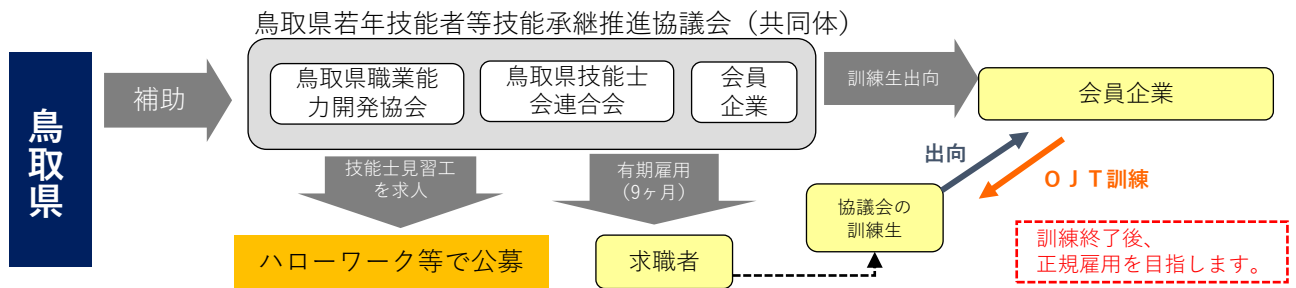 鳥取県若年技能者等技能承継推進協議会（共同体）
鳥取県
補助
鳥取県職業能
力開発協会
鳥取県技能士
会連合会
会員
企業
訓練生出向
会員企業
技能士見習工
を求人
有期雇用
（9ヶ月）
出向
ＯＪＴ訓練
協議会の
訓練生
ハローワーク等で公募
求職者
訓練終了後、
正規雇用を目指します。